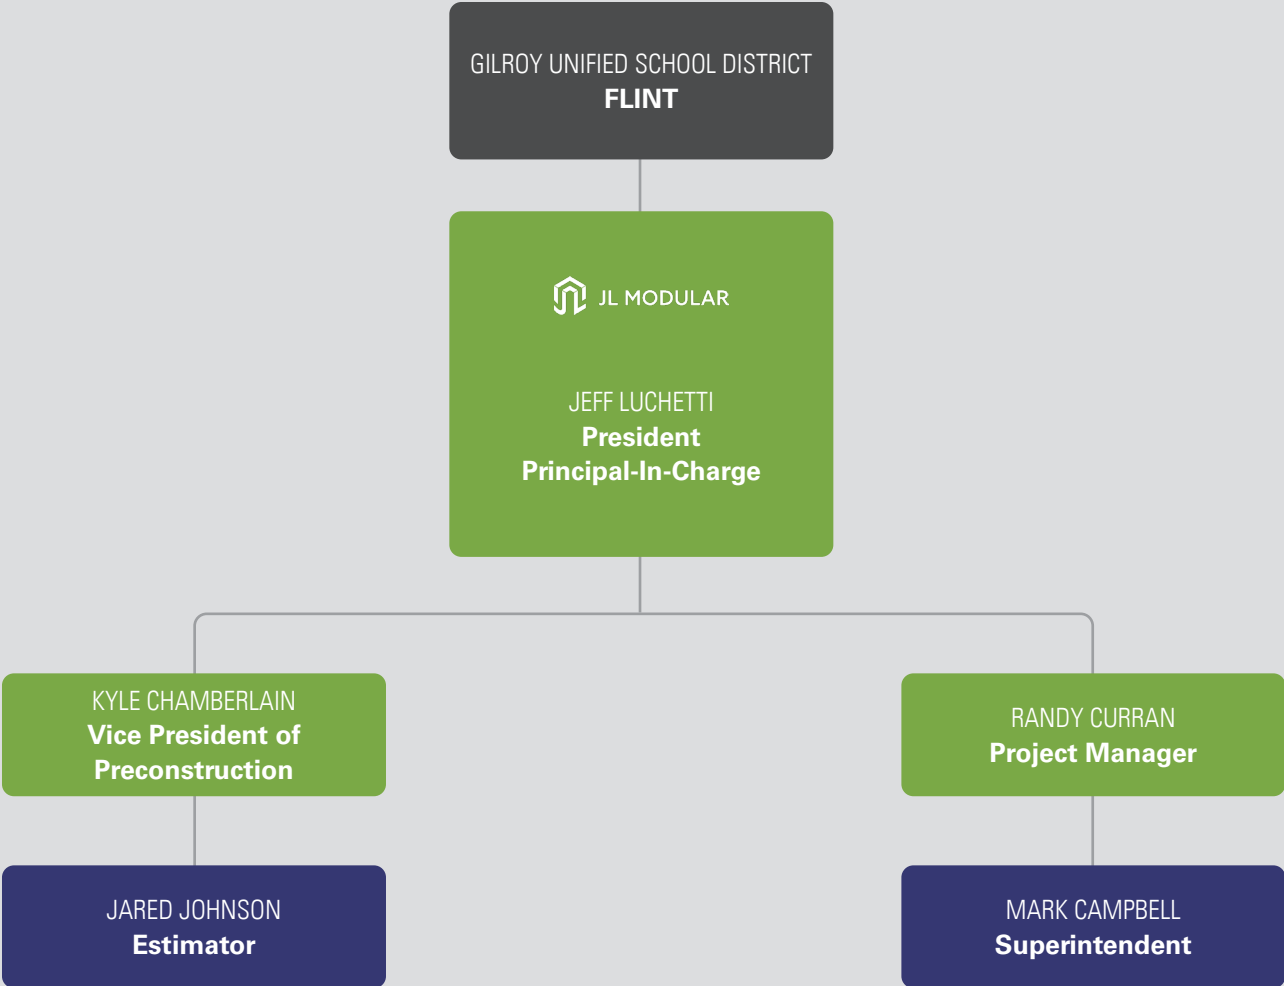 GILROY UNIFIED SCHOOL DISTRICT
FLINT
JL MODULAR
JEFF LUCHETTI
President
Principal-In-Charge
KYLE CHAMBERLAIN
Vice President of
Preconstruction
RANDY CURRAN
Project Manager
JARED JOHNSON
Estimator
MARK CAMPBELL
Superintendent